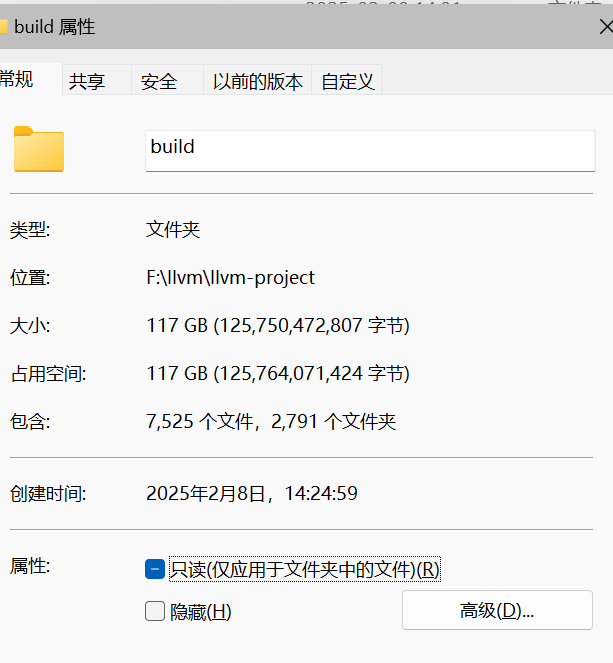 build 属性
常规 共享 安全 以前的版本 自定义
build
类型: 文件夹
位置: F:\llvm\llvm-project
大小: 117 GB (125,750,472,807 字节)
占用空间: 117 GB (125,764,071,424 字节)
包含: 7,525 个文件，2,791 个文件夹
创建时间: 2025年2月8日，14:24:59
属性: 只读(仅应用于文件夹中的文件)(R)
隐藏(H) 高级(D)...